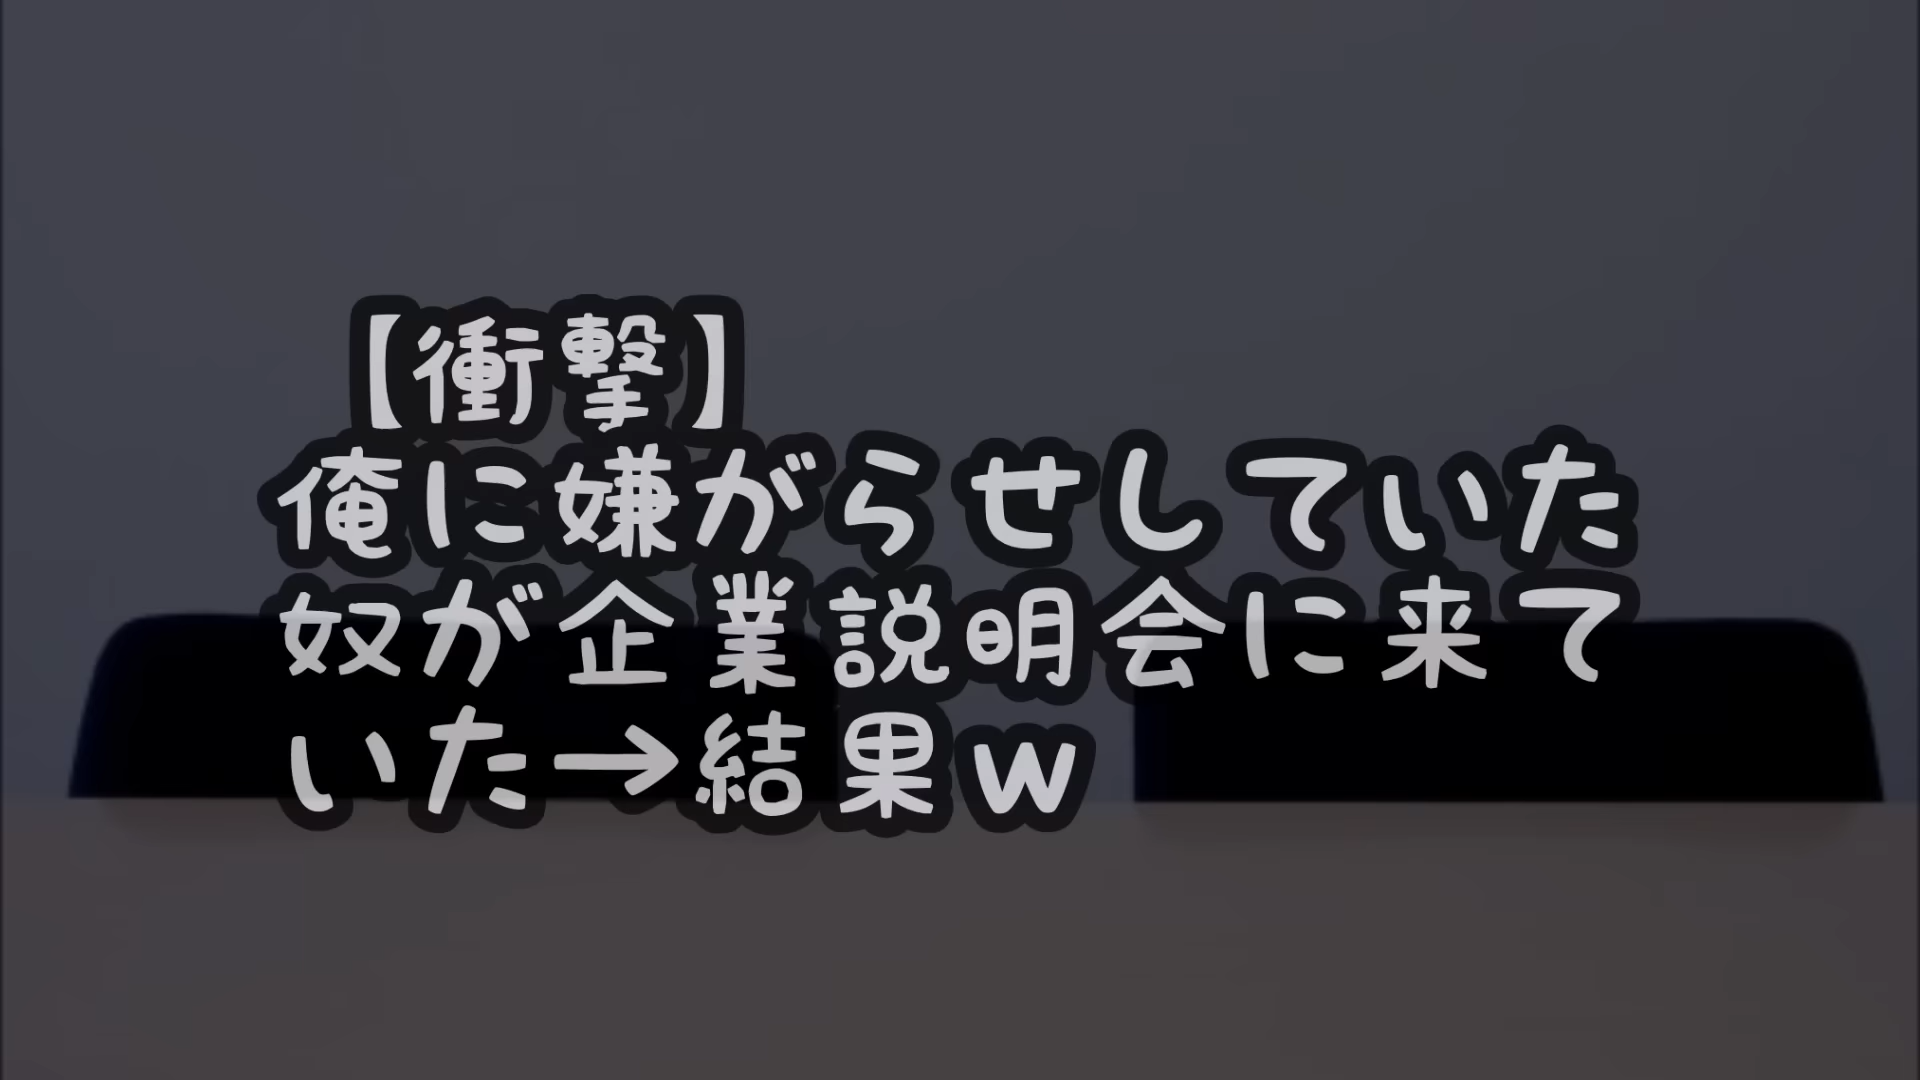 【衝撃】
俺に嫌がらせしていた
奴が企業説明会に来て
いた→結果w